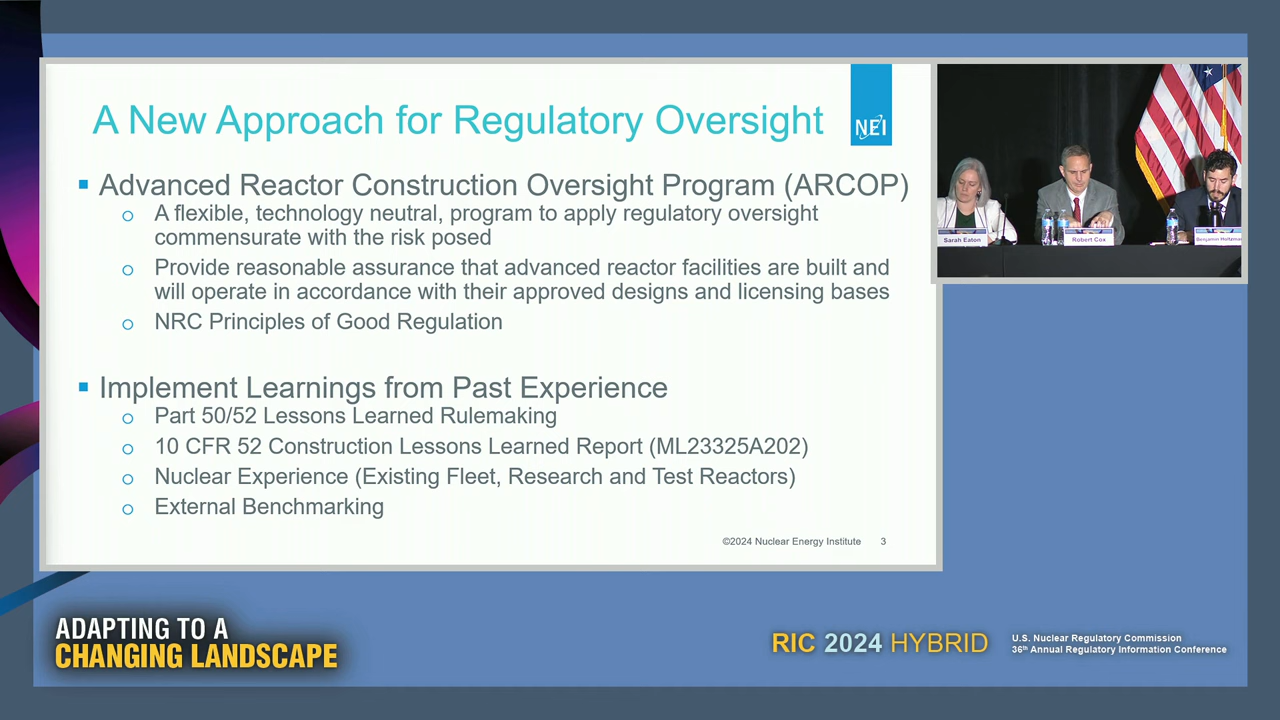 A New Approach for Regulatory Oversight
NEI
Advanced Reactor Construction Oversight Program (ARCOP)
A flexible, technology neutral, program to apply regulatory oversight
commensurate with the risk posed
Provide reasonable assurance that advanced reactor facilities are built and
will operate in accordance with their approved designs and licensing bases
NRC Principles of Good Regulation
Implement Learnings from Past Experience
Part 50/52 Lessons Learned Rulemaking
10 CFR 52 Construction Lessons Learned Report (ML23325A202)
Nuclear Experience (Existing Fleet, Research and Test Reactors)
External Benchmarking
©2024 Nuclear Energy Institute 3
Sarah Eaton
Robert Cox
Benjamin Holtzma
ADAPTING TO A
CHANGING LANDSCAPE
RIC 2024 HYBRID
U.S. Nuclear Regulatory Commission
36th Annual Regulatory Information Conference